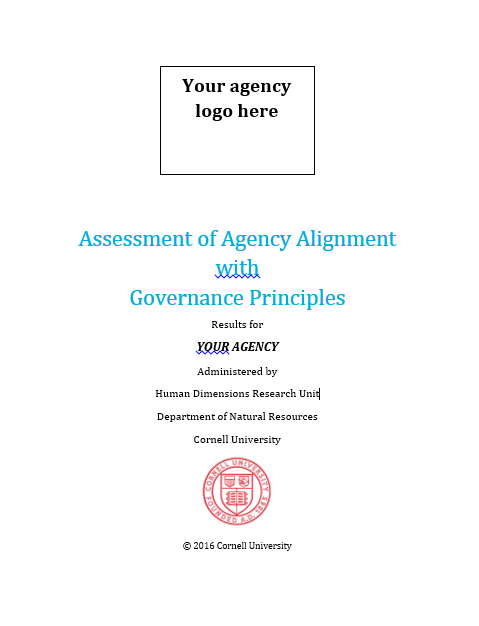 Your agency
logo here
Assessment of Agency Alignment
with
Governance Principles
Results for
YOUR AGENCY
Administered by
Human Dimensions Research Unit
Department of Natural Resources
Cornell University
CORNELL UNIVERSITY
FOUNDED A.D. 1865
© 2016 Cornell University